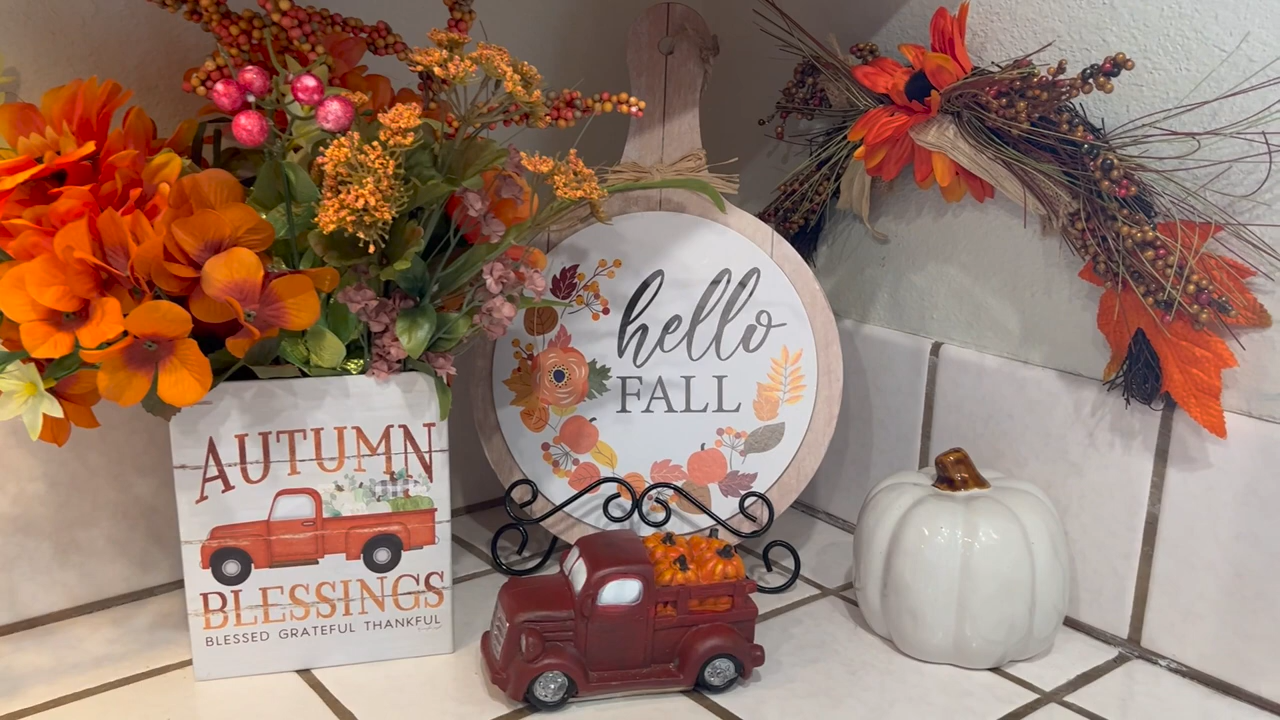 AUTUMN
BLESSINGS
BLESSED GRATEFUL THANKFUL
hello
FALL